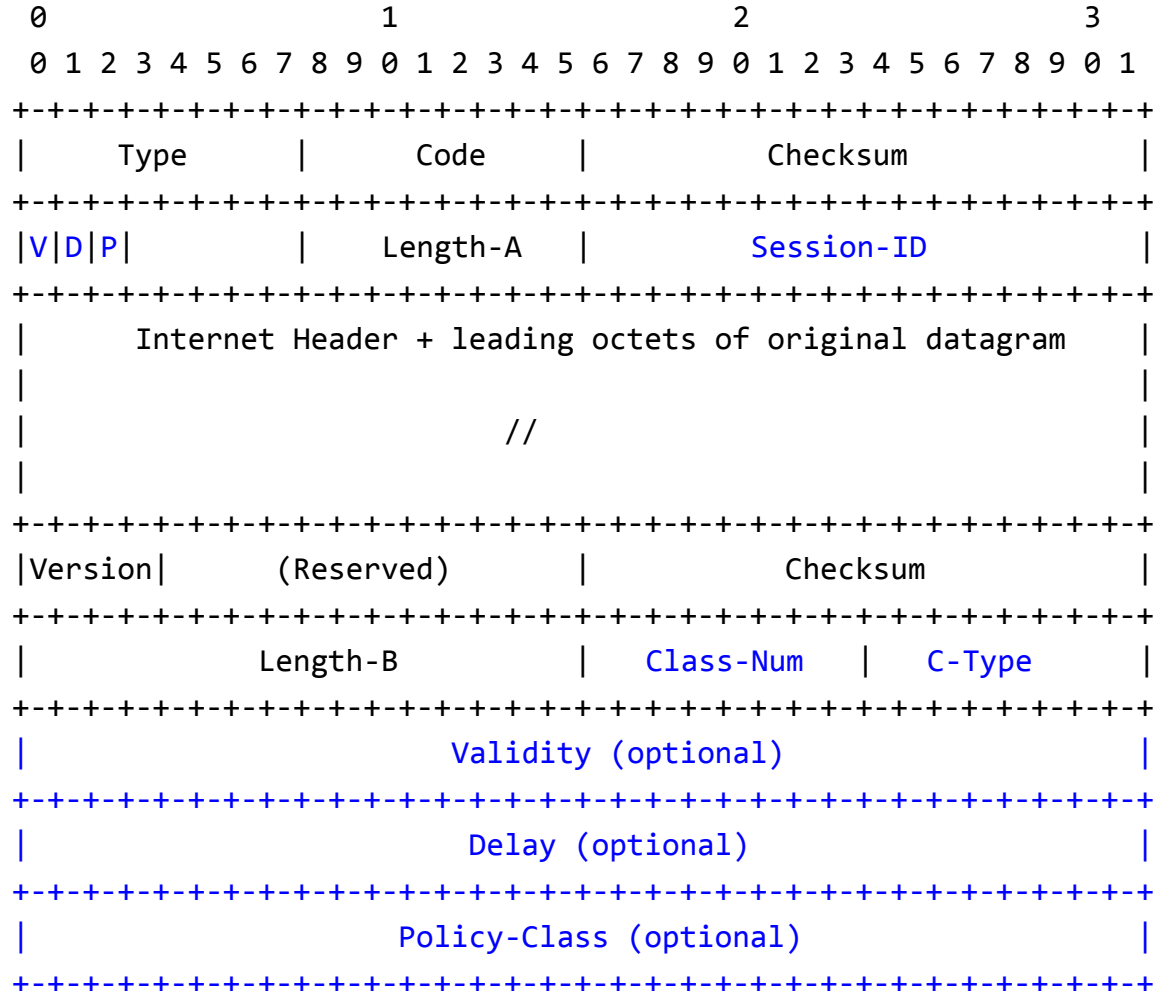 0                   1                   2                   3
 0 1 2 3 4 5 6 7 8 9 0 1 2 3 4 5 6 7 8 9 0 1 2 3 4 5 6 7 8 9 0 1
+-+-+-+-+-+-+-+-+-+-+-+-+-+-+-+-+-+-+-+-+-+-+-+-+-+-+-+-+-+-+-+-+
|     Type      |      Code     |          Checksum             |
+-+-+-+-+-+-+-+-+-+-+-+-+-+-+-+-+-+-+-+-+-+-+-+-+-+-+-+-+-+-+-+-+
|V|D|P|         |    Length-A   |         Session-ID            |
+-+-+-+-+-+-+-+-+-+-+-+-+-+-+-+-+-+-+-+-+-+-+-+-+-+-+-+-+-+-+-+-+
|      Internet Header + leading octets of original datagram    |
|                                                               |
|                           //                                  |
|                                                               |
+-+-+-+-+-+-+-+-+-+-+-+-+-+-+-+-+-+-+-+-+-+-+-+-+-+-+-+-+-+-+-+-+
|Version|      (Reserved)       |           Checksum            |
+-+-+-+-+-+-+-+-+-+-+-+-+-+-+-+-+-+-+-+-+-+-+-+-+-+-+-+-+-+-+-+-+
|             Length-B          |   Class-Num   |   C-Type      |
+-+-+-+-+-+-+-+-+-+-+-+-+-+-+-+-+-+-+-+-+-+-+-+-+-+-+-+-+-+-+-+-+
|                        Validity (optional)                    |
+-+-+-+-+-+-+-+-+-+-+-+-+-+-+-+-+-+-+-+-+-+-+-+-+-+-+-+-+-+-+-+-+
|                         Delay (optional)                      |
+-+-+-+-+-+-+-+-+-+-+-+-+-+-+-+-+-+-+-+-+-+-+-+-+-+-+-+-+-+-+-+-+
|                     Policy-Class (optional)                   |
+-+-+-+-+-+-+-+-+-+-+-+-+-+-+-+-+-+-+-+-+-+-+-+-+-+-+-+-+-+-+-+-+